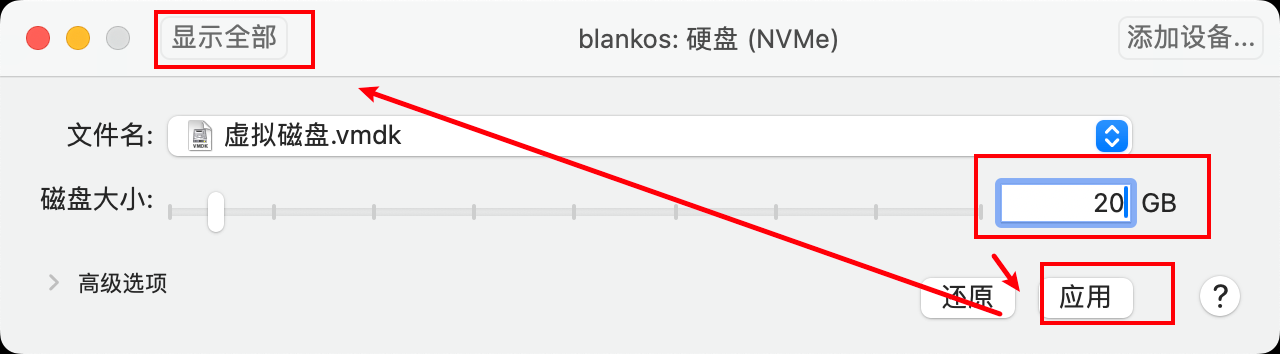 显示全部
blankos: 硬盘 (NVMe)
添加设备...
文件名:
VMDK
虚拟磁盘.vmdk
磁盘大小:
20 GB
高级选项
还原
应用
?